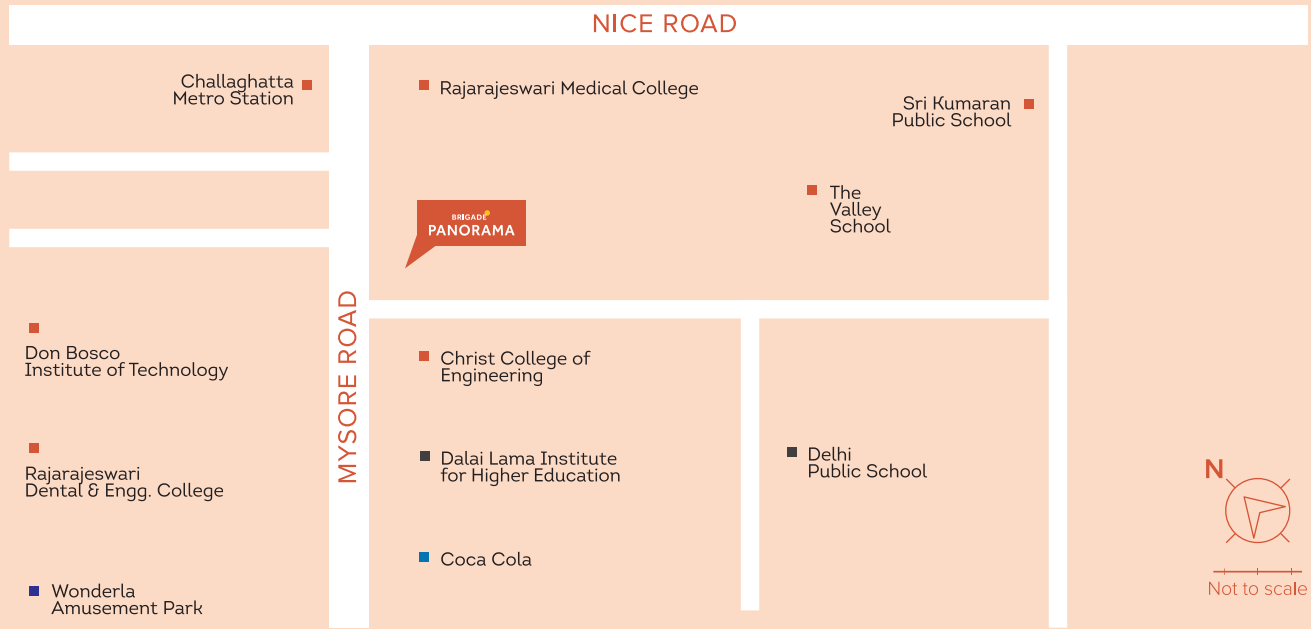 NICE ROAD
Challaghatta
Metro Station
Rajarajeswari Medical College
Sri Kumaran
Public School
The
Valley
School
BRIGADE
PANORAMA
MYSORE ROAD
Don Bosco
Institute of Technology
Christ College of
Engineering
Rajarajeswari
Dental & Engg. College
Dalai Lama Institute
for Higher Education
Delhi
Public School
N
Coca Cola
Wonderla
Amusement Park
Not to scale